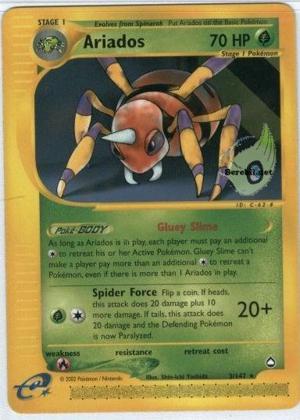 STAGE 1
Evolves from Spinarak Put Ariados on the Basic Pokémon
Ariados 70 HP
Stage 1 Pokémon
Berebil.net
ID: C-62-#
Poké-BODY Gluey Slime
As long as Ariados is in play, each player must pay an additional
to retreat his or her Active Pokémon. Gluey Slime can't
make a player pay more than an additional to retreat a
Pokémon, even if there is more than 1 Ariados in play.
Spider Force Flip a coin. If heads,
this attack does 20 damage plus 10
more damage. If tails, this attack does
20 damage and the Defending Pokémon
is now Paralyzed.
20+
weakness resistance retreat cost
Illus. Shin-ichi Yoshida
e ©2002 Pokémon / Nintendo 3/147 ★